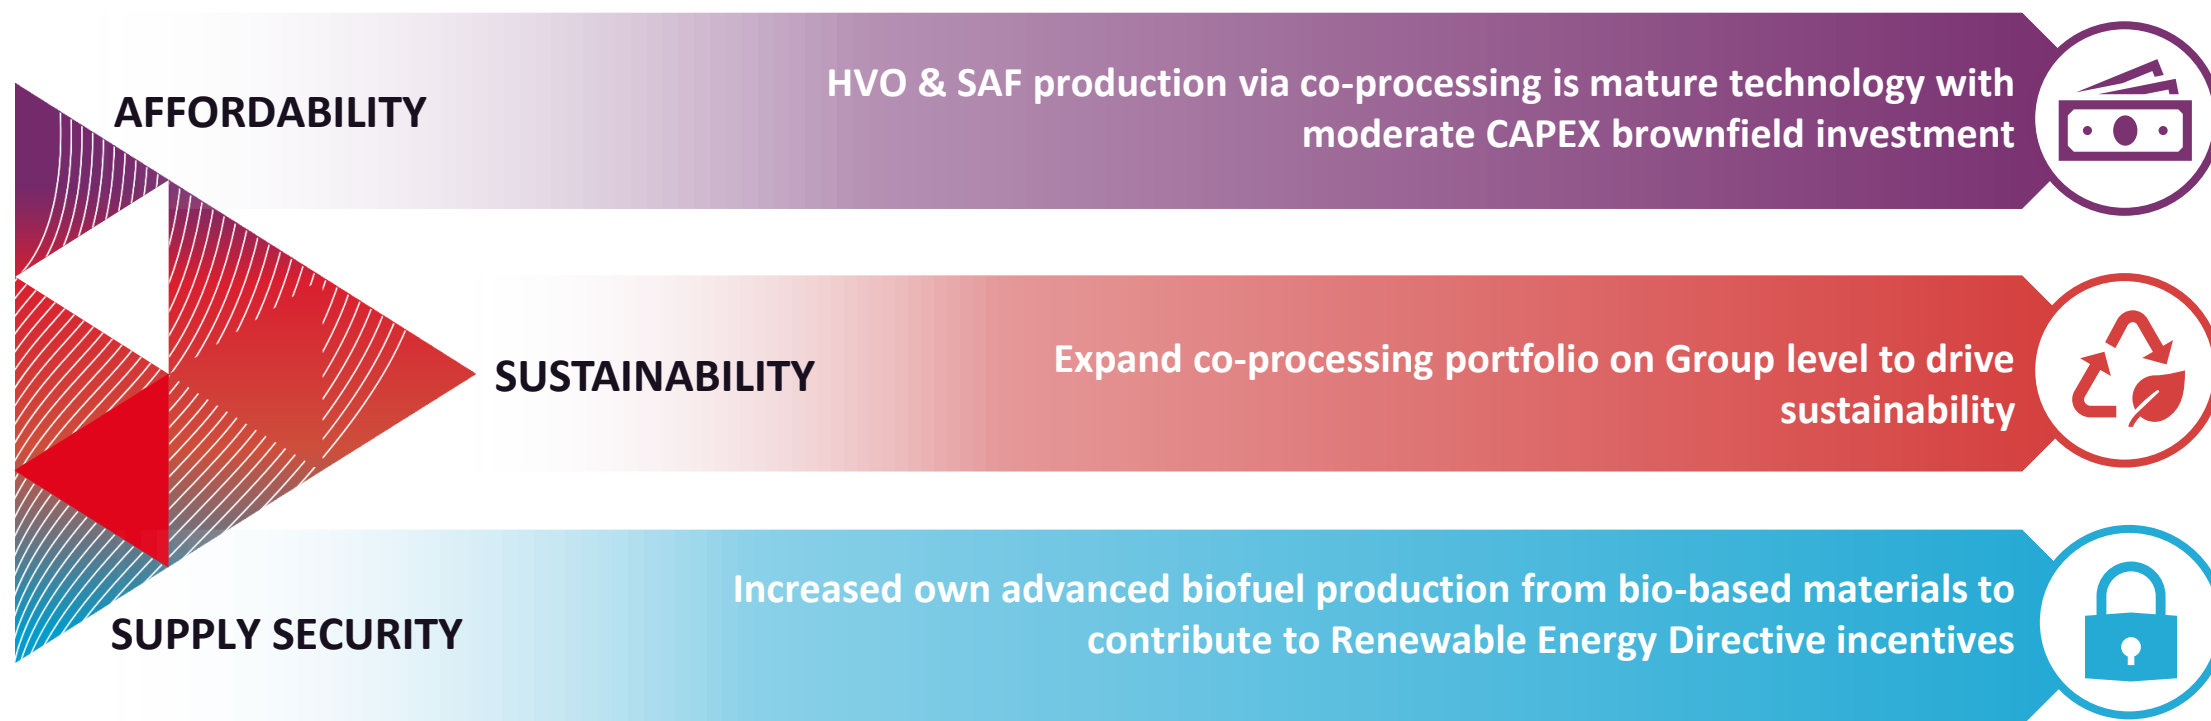 AFFORDABILITY
HVO & SAF production via co-processing is mature technology with
moderate CAPEX brownfield investment
SUSTAINABILITY
Expand co-processing portfolio on Group level to drive
sustainability
SUPPLY SECURITY
Increased own advanced biofuel production from bio-based materials to
contribute to Renewable Energy Directive incentives